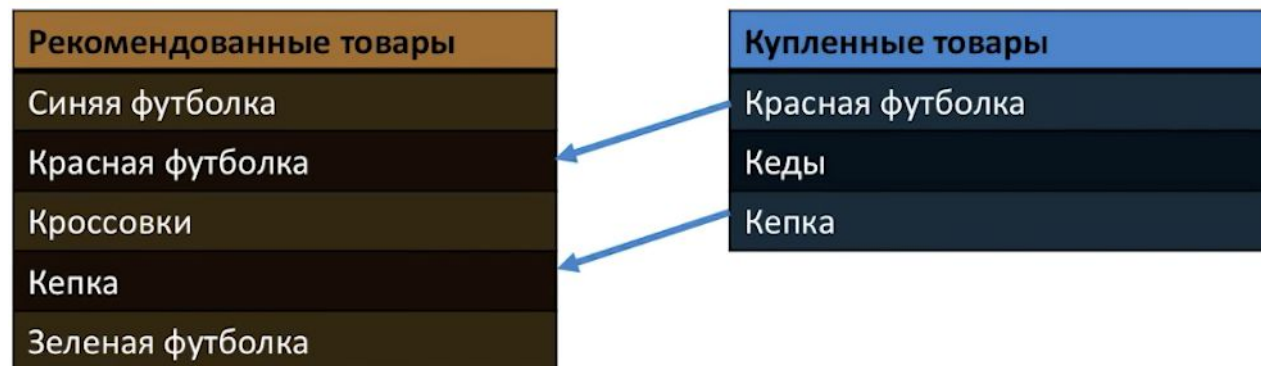 Рекомендованные товары
Синяя футболка
Красная футболка
Кроссовки
Кепка
Зеленая футболка
Купленные товары
Красная футболка
Кеды
Кепка